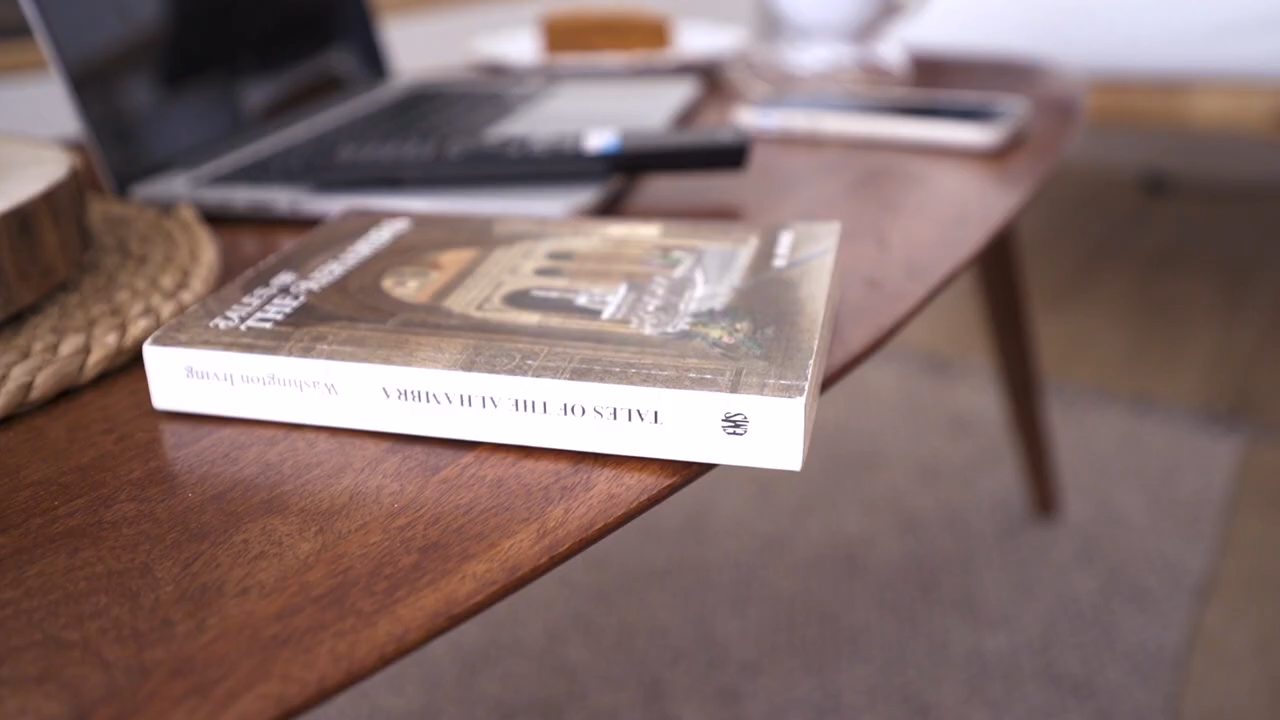 TALES OF
THE ALHAMBRA
Washington Irving
TALES OF THE ALHAMBRA
EMS